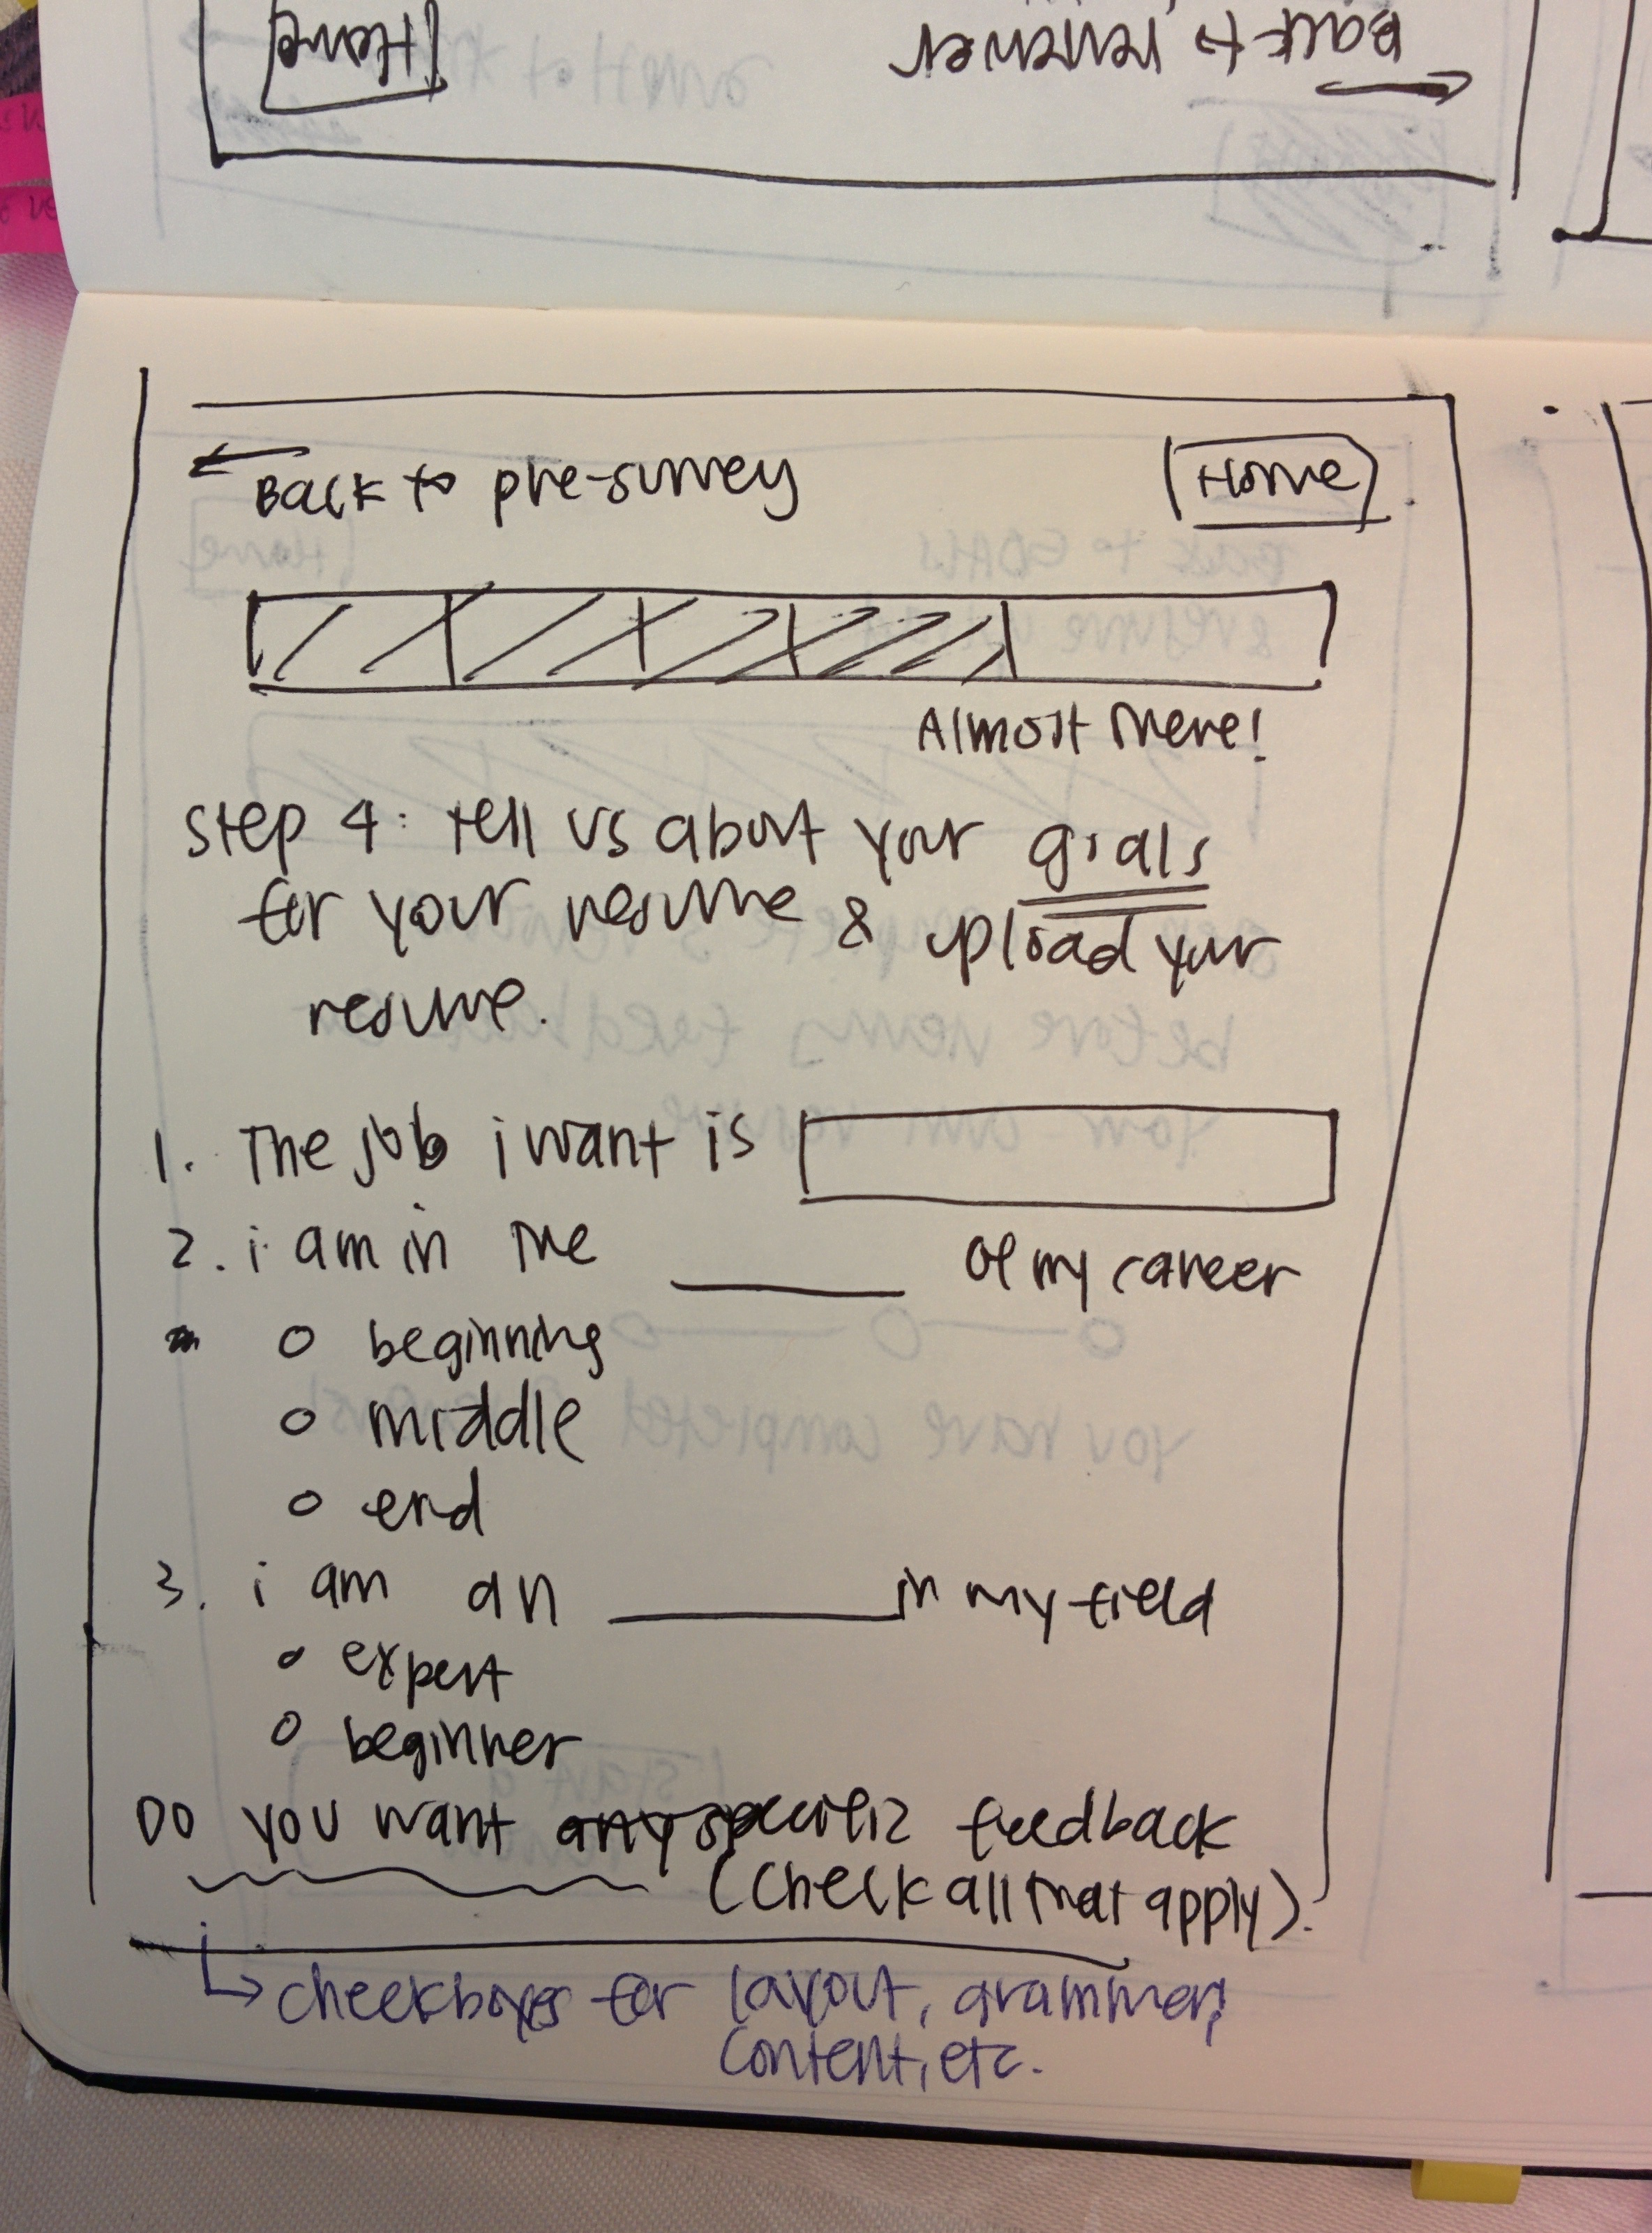 Home
Back to reviewer
Back to pre-survey
Home
Almost there!
Step 4: tell us about your goals
for your resume & upload your
resume.
1. The job i want is
2. i am in the ______ of my career
o beginning
o middle
o end
3. i am an ______ in my field
o expert
o beginner
Do you want any specific feedback
(check all that apply).
↳ checkboxes for layout, grammer,
content, etc.